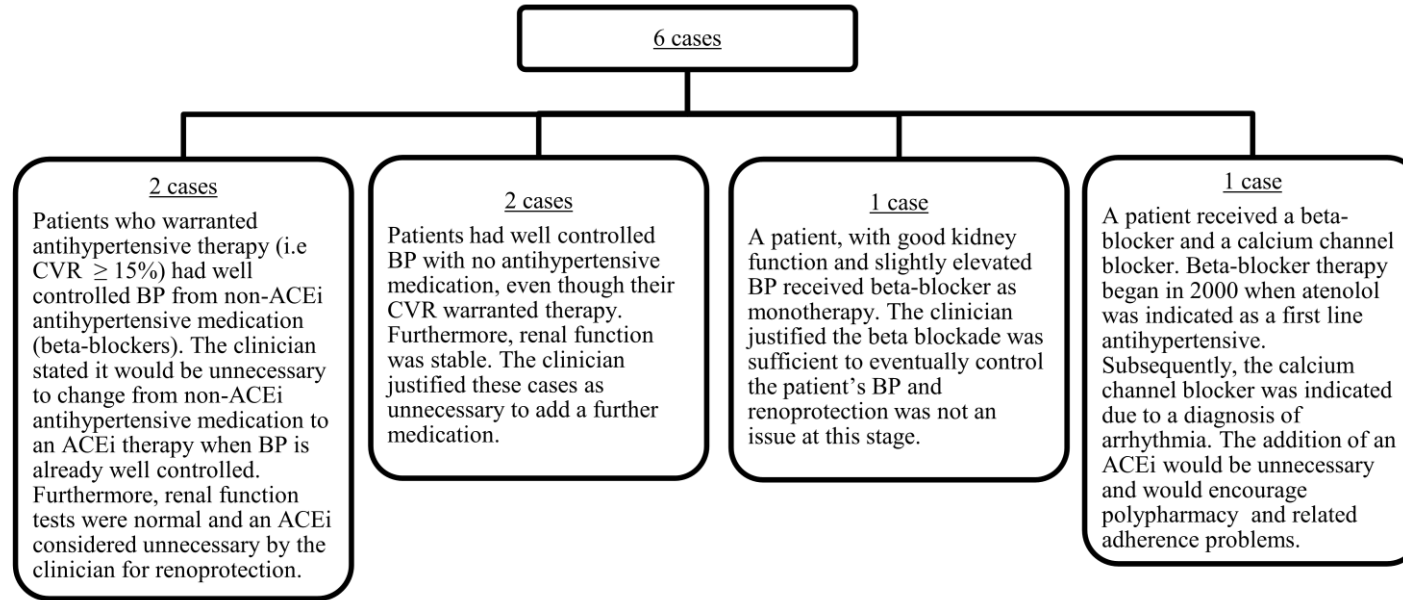 6 cases
2 cases
Patients who warranted
antihypertensive therapy (i.e
CVR ≥ 15%) had well
controlled BP from non-ACEi
antihypertensive medication
(beta-blockers). The clinician
stated it would be unnecessary
to change from non-ACEi
antihypertensive medication to
an ACEi therapy when BP is
already well controlled.
Furthermore, renal function
tests were normal and an ACEi
considered unnecessary by the
clinician for renoprotection.
2 cases
Patients had well controlled
BP with no antihypertensive
medication, even though their
CVR warranted therapy.
Furthermore, renal function
was stable. The clinician
justified these cases as
unnecessary to add a further
medication.
1 case
A patient, with good kidney
function and slightly elevated
BP received beta-blocker as
monotherapy. The clinician
justified the beta blockade was
sufficient to eventually control
the patient's BP and
renoprotection was not an
issue at this stage.
1 case
A patient received a beta-
blocker and a calcium channel
blocker. Beta-blocker therapy
began in 2000 when atenolol
was indicated as a first line
antihypertensive.
Subsequently, the calcium
channel blocker was indicated
due to a diagnosis of
arrhythmia. The addition of an
ACEi would be unnecessary
and would encourage
polypharmacy and related
adherence problems.